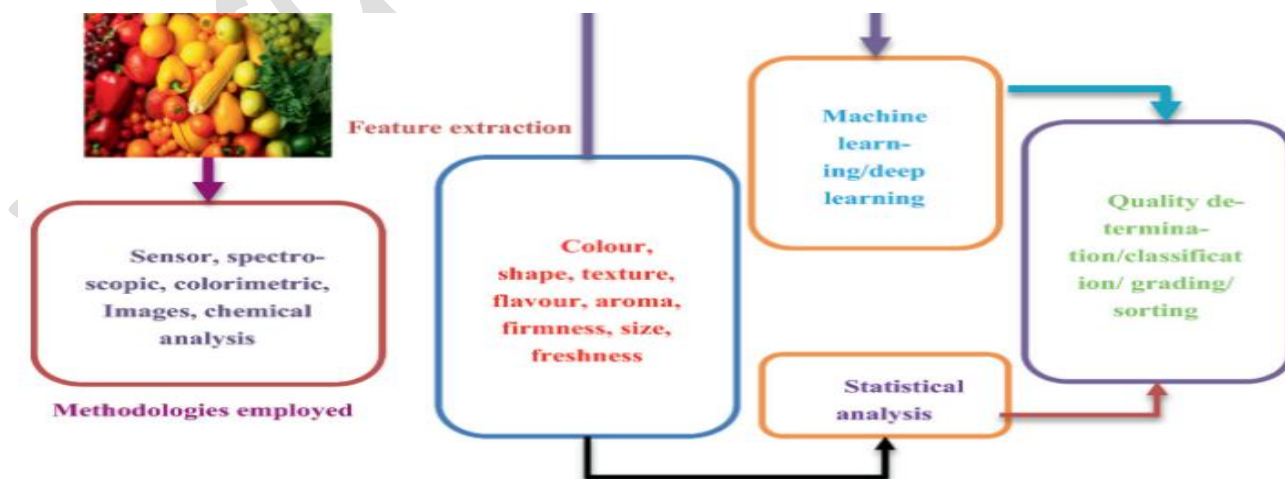 Feature extraction
Sensor, spectro-
scopic, colorimetric,
Images, chemical
analysis
Methodologies employed
Colour,
shape, texture,
flavour, aroma,
firmness, size,
freshness
Machine
learn-
ing/deep
learning
Statistical
analysis
Quality de-
termina-
tion/classificat
ion/ grading/
sorting